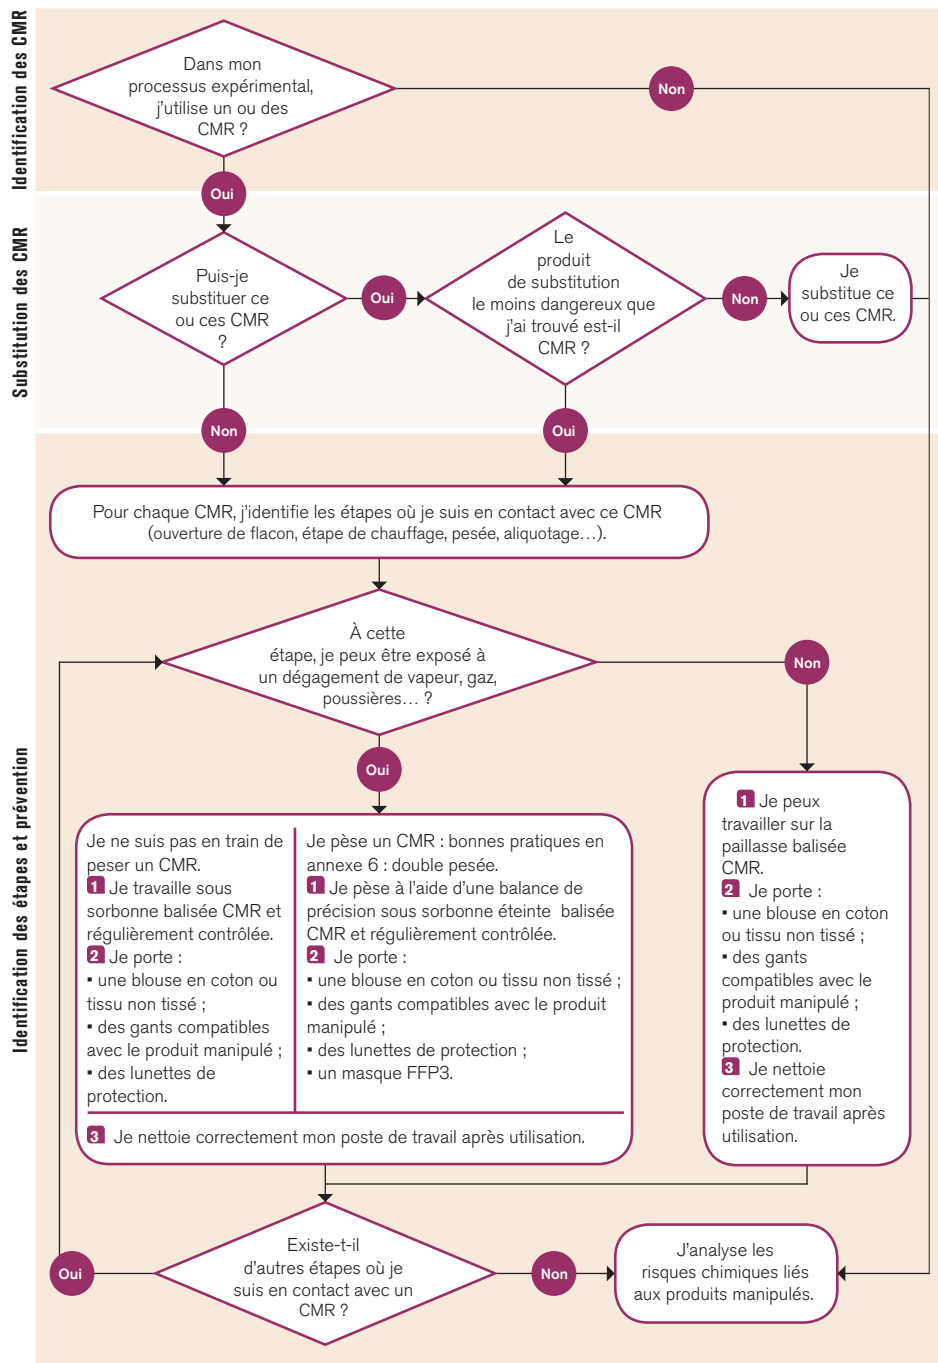 Identification des CMR
Dans mon
processus expérimental,
j'utilise un ou des
CMR ?
Non
Oui
Substitution des CMR
Puis-je
substituer ce
ou ces CMR
?
Oui
Le
produit
de substitution
le moins dangereux que
j'ai trouvé est-il
CMR ?
Non
Je
substitue ce
ou ces CMR.
Non
Oui
Identification des étapes et prévention
Pour chaque CMR, j'identifie les étapes où je suis en contact avec ce CMR
(ouverture de flacon, étape de chauffage, pesée, aliquotage…).
À cette
étape, je peux être exposé à
un dégagement de vapeur, gaz,
poussières… ?
Non
Oui
Je ne suis pas en train de
peser un CMR.
1 Je travaille sous
sorbonne balisée CMR et
régulièrement contrôlée.
2 Je porte :
▪ une blouse en coton ou
tissu non tissé ;
▪ des gants compatibles
avec le produit manipulé ;
▪ des lunettes de
protection.
Je pèse un CMR : bonnes pratiques en
annexe 6 : double pesée.
1 Je pèse à l'aide d'une balance de
précision sous sorbonne éteinte balisée
CMR et régulièrement contrôlée.
2 Je porte :
▪ une blouse en coton ou tissu non tissé ;
▪ des gants compatibles avec le produit
manipulé ;
▪ des lunettes de protection ;
▪ un masque FFP3.
3 Je nettoie correctement mon poste de travail après utilisation.
1 Je peux
travailler sur la
paillasse balisée
CMR.
2 Je porte :
▪ une blouse en coton
ou tissu non tissé ;
▪ des gants
compatibles avec le
produit manipulé ;
▪ des lunettes de
protection.
3 Je nettoie
correctement mon
poste de travail après
utilisation.
Existe-t-il
d'autres étapes où je
suis en contact avec un
CMR ?
Oui
Non
J'analyse les
risques chimiques liés
aux produits manipulés.